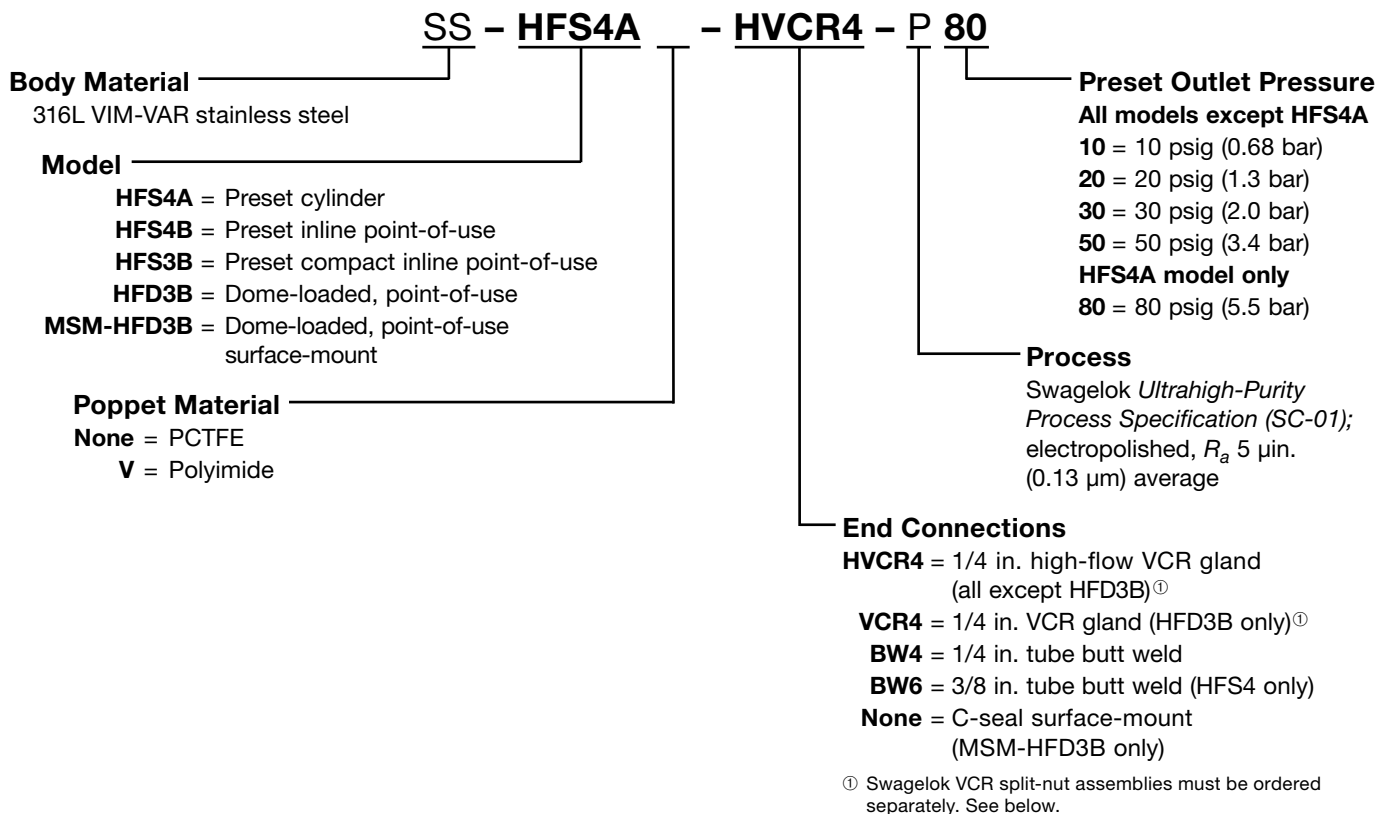 SS – HFS4A – HVCR4 – P 80
Body Material
316L VIM-VAR stainless steel
Model
HFS4A = Preset cylinder
HFS4B = Preset inline point-of-use
HFS3B = Preset compact inline point-of-use
HFD3B = Dome-loaded, point-of-use
MSM-HFD3B = Dome-loaded, point-of-use
surface-mount
Poppet Material
None = PCTFE
V = Polyimide
Preset Outlet Pressure
All models except HFS4A
10 = 10 psig (0.68 bar)
20 = 20 psig (1.3 bar)
30 = 30 psig (2.0 bar)
50 = 50 psig (3.4 bar)
HFS4A model only
80 = 80 psig (5.5 bar)
Process
Swagelok Ultrahigh-Purity
Process Specification (SC-01);
electropolished, Ra 5 µin.
(0.13 µm) average
End Connections
HVCR4 = 1/4 in. high-flow VCR gland
(all except HFD3B)①
VCR4 = 1/4 in. VCR gland (HFD3B only)①
BW4 = 1/4 in. tube butt weld
BW6 = 3/8 in. tube butt weld (HFS4 only)
None = C-seal surface-mount
(MSM-HFD3B only)
① Swagelok VCR split-nut assemblies must be ordered
separately. See below.